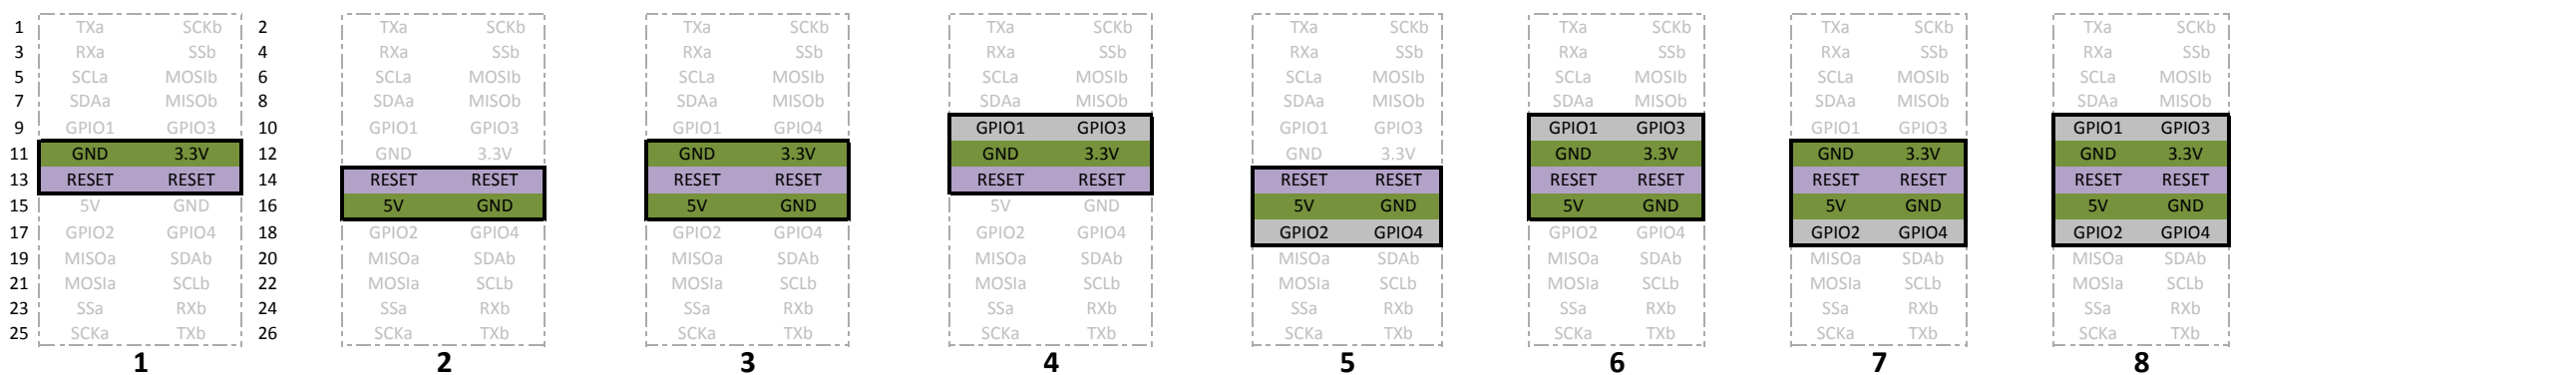 1 TXa SCKb 2 TXa SCKb TXa SCKb TXa SCKb TXa SCKb TXa SCKb TXa SCKb TXa SCKb
3 RXa SSb 4 RXa SSb RXa SSb RXa SSb RXa SSb RXa SSb RXa SSb RXa SSb
5 SCLa MOSIb 6 SCLa MOSIb SCLa MOSIb SCLa MOSIb SCLa MOSIb SCLa MOSIb SCLa MOSIb SCLa MOSIb
7 SDAa MISOb 8 SDAa MISOb SDAa MISOb SDAa MISOb SDAa MISOb SDAa MISOb SDAa MISOb SDAa MISOb
9 GPIO1 GPIO3 10 GPIO1 GPIO3 GPIO1 GPIO4 GPIO1 GPIO3 GPIO1 GPIO3 GPIO1 GPIO3 GPIO1 GPIO3 GPIO1 GPIO3
11 GND 3.3V 12 GND 3.3V GND 3.3V GND 3.3V GND 3.3V GND 3.3V GND 3.3V GND 3.3V
13 RESET RESET 14 RESET RESET RESET RESET RESET RESET RESET RESET RESET RESET RESET RESET RESET RESET
15 5V GND 16 5V GND 5V GND 5V GND 5V GND 5V GND 5V GND 5V GND
17 GPIO2 GPIO4 18 GPIO2 GPIO4 GPIO2 GPIO4 GPIO2 GPIO4 GPIO2 GPIO4 GPIO2 GPIO4 GPIO2 GPIO4 GPIO2 GPIO4
19 MISOa SDAb 20 MISOa SDAb MISOa SDAb MISOa SDAb MISOa SDAb MISOa SDAb MISOa SDAb MISOa SDAb
21 MOSIa SCLb 22 MOSIa SCLb MOSIa SCLb MOSIa SCLb MOSIa SCLb MOSIa SCLb MOSIa SCLb MOSIa SCLb
23 SSa RXb 24 SSa RXb SSa RXb SSa RXb SSa RXb SSa RXb SSa RXb SSa RXb
25 SCKa TXb 26 SCKa TXb SCKa TXb SCKa TXb SCKa TXb SCKa TXb SCKa TXb SCKa TXb
1 2 3 4 5 6 7 8